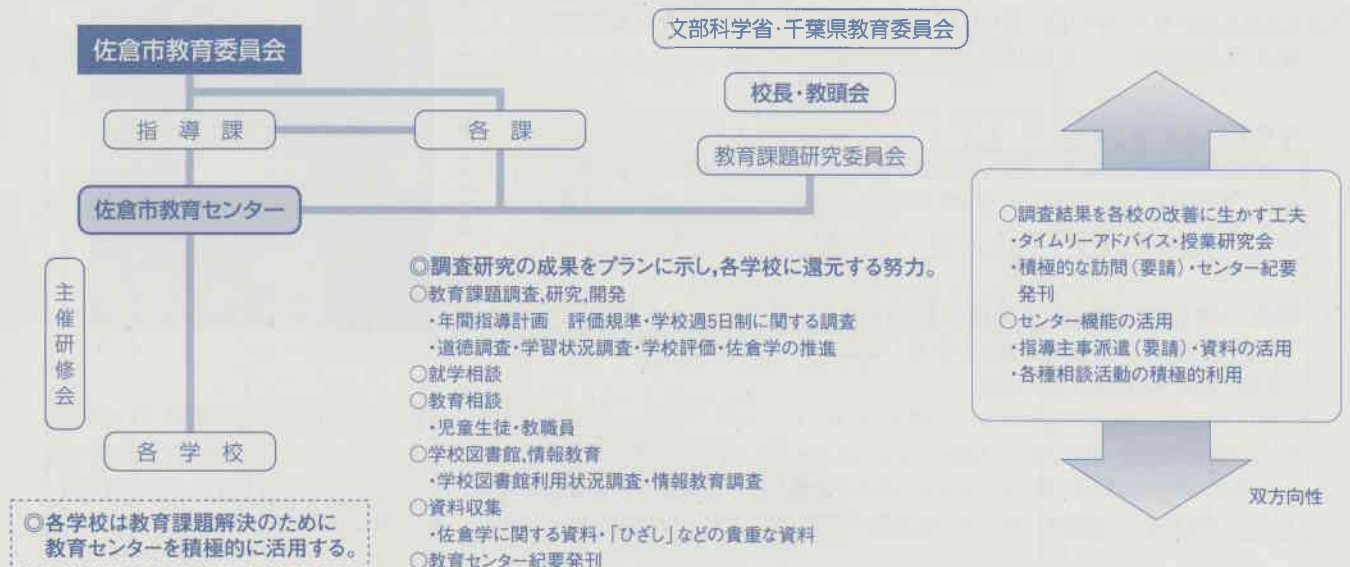 文部科学省·千葉県教育委員会
佐倉市教育委員会
校長·教頭会
指導課
各課
教育課題研究委員会
佐倉市教育センター
主催研修会
各学校
◎各学校は教育課題解決のために
教育センターを積極的に活用する。
◎調査研究の成果をプランに示し,各学校に還元する努力。
○教育課題調査,研究,開発
・年間指導計画　評価規準・学校週5日制に関する調査
・道徳調査・学習状況調査・学校評価・佐倉学の推進
○就学相談
○教育相談
・児童生徒・教職員
○学校図書館,情報教育
・学校図書館利用状況調査・情報教育調査
○資料収集
・佐倉学に関する資料・「ひざし」などの貴重な資料
○教育センター紀要発刊
○調査結果を各校の改善に生かす工夫
・タイムリーアドバイス・授業研究会
・積極的な訪問(要請)・センター紀要
発刊
○センター機能の活用
・指導主事派遣(要請)・資料の活用
・各種相談活動の積極的利用
双方向性